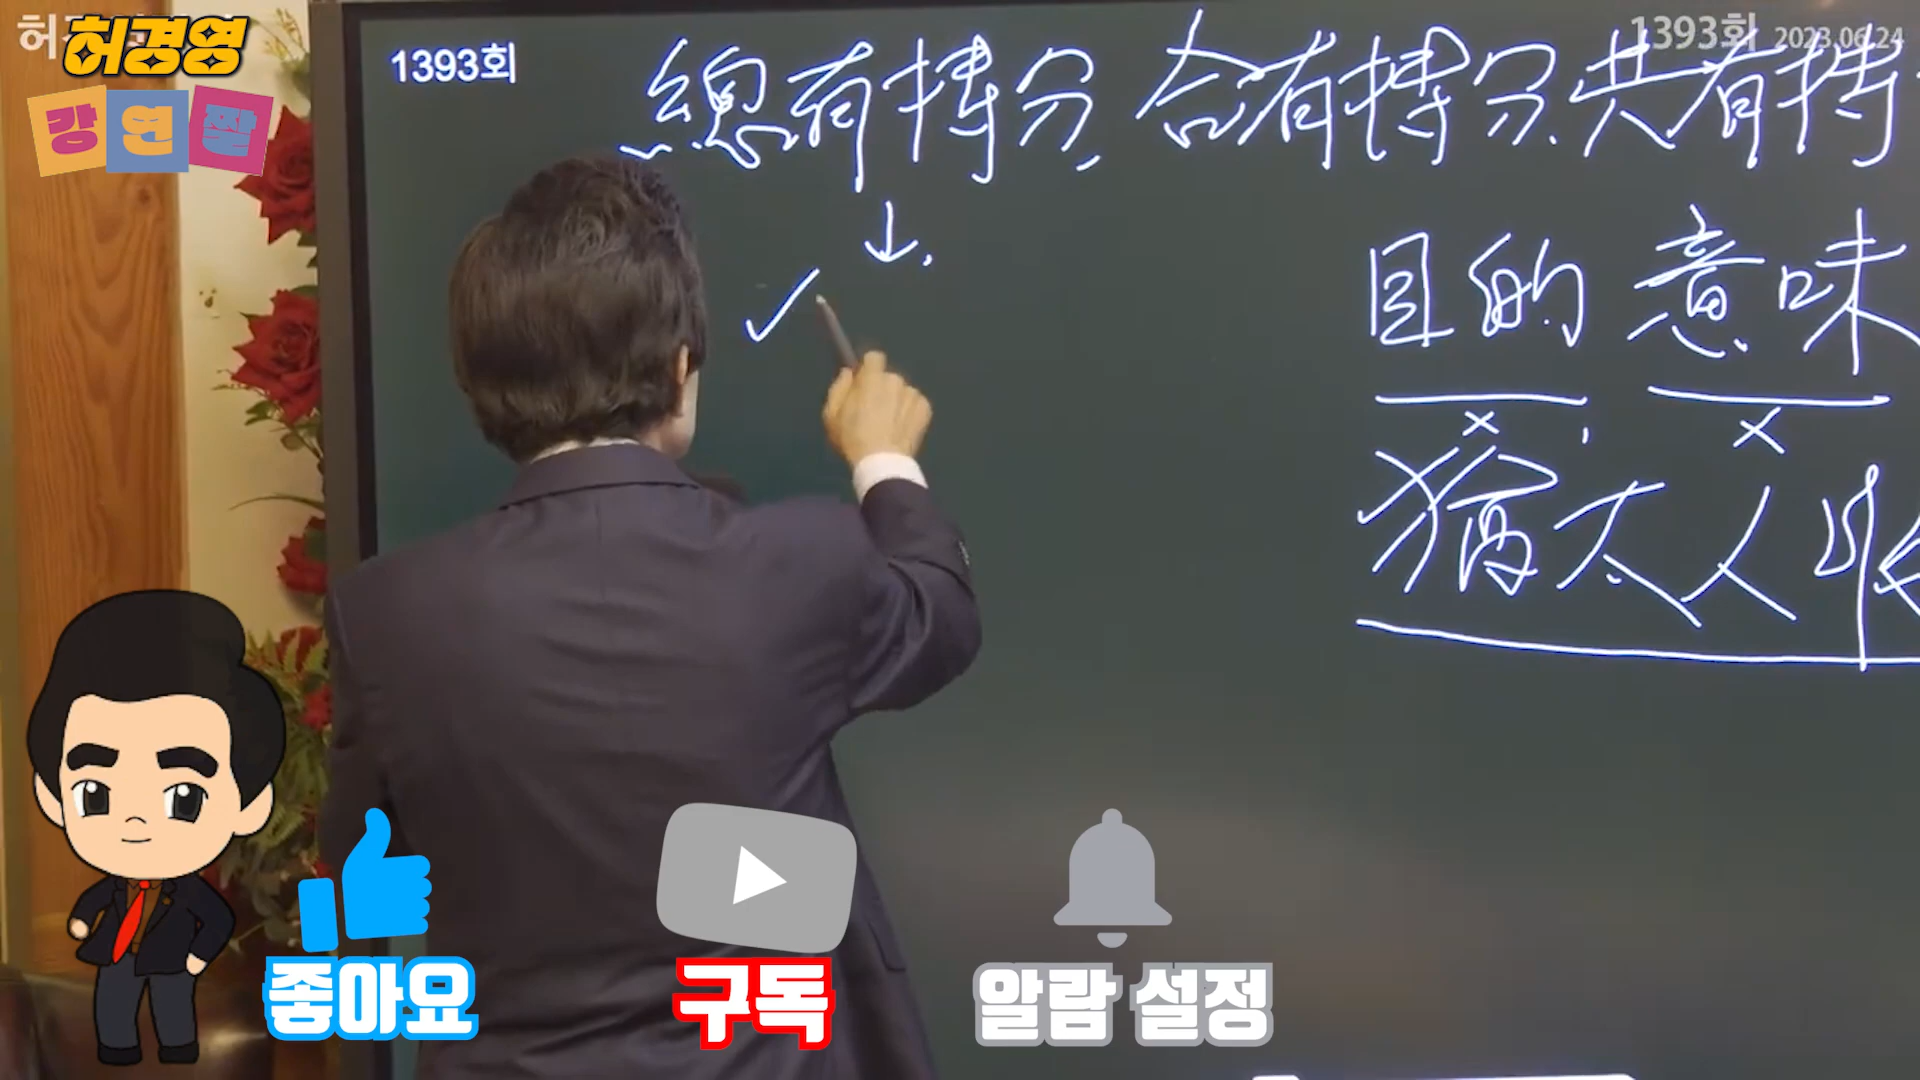 허경영
강연짤
1393회
1393회 2023.06.24
總有持分 合有持分 共有持
目的 意味
猶太人
좋아요
구독
알람 설정